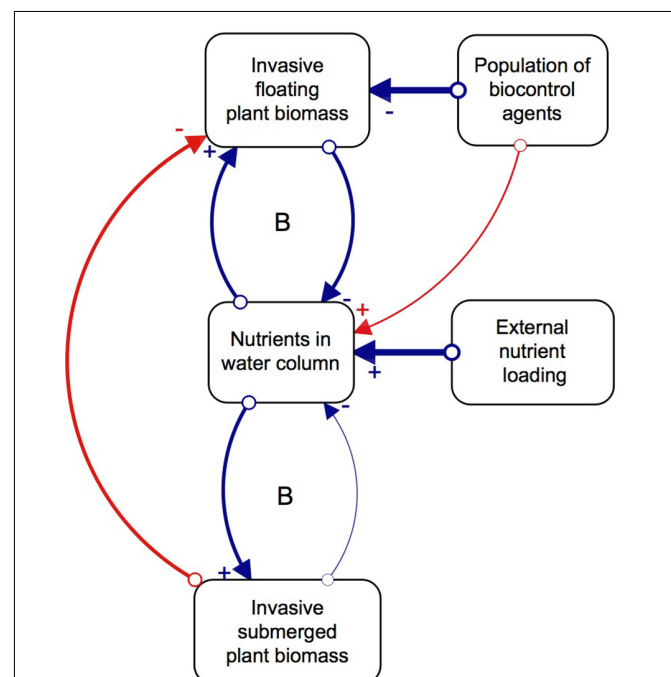 Invasive
floating
plant biomass
Population of
biocontrol
agents
-
-
+
B
-
+
Nutrients in
water column
External
nutrient
loading
+
-
B
+
Invasive
submerged
plant biomass